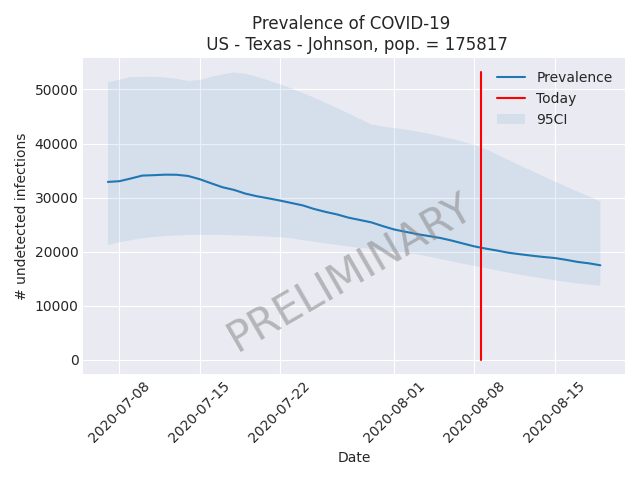 Prevalence of COVID-19
US - Texas - Johnson, pop. = 175817
Prevalence
Today
95CI
# undetected infections
50000
40000
30000
20000
10000
0
PRELIMINARY
2020-07-08
2020-07-15
2020-07-22
2020-08-01
2020-08-08
2020-08-15
Date